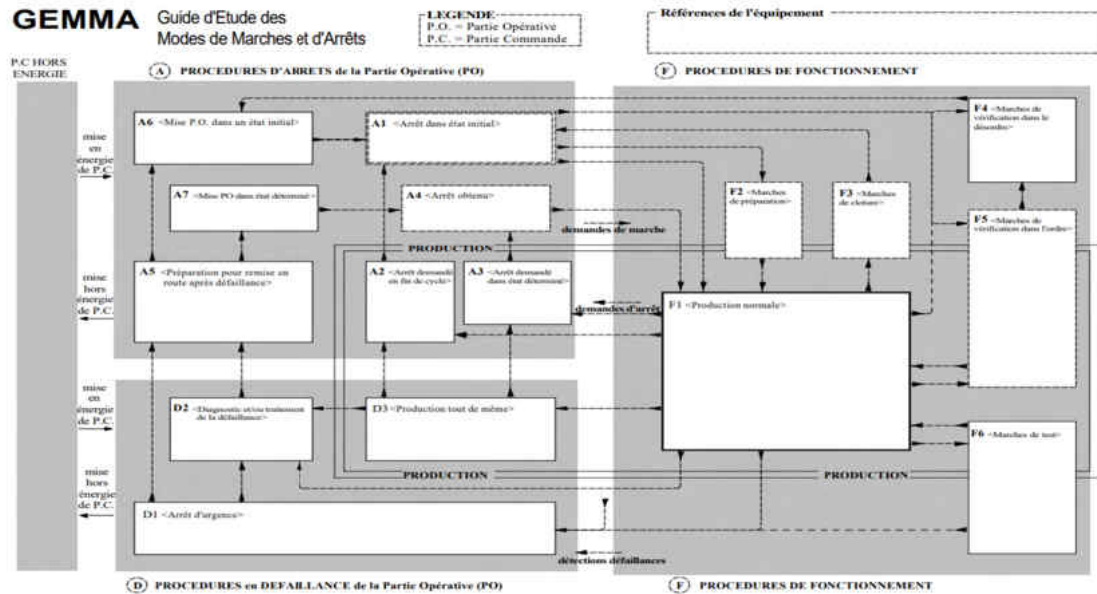 GEMMA
Guide d'Etude des
Modes de Marches et d'Arrêts
LEGENDE
P.O. = Partie Opérative
P.C. = Partie Commande
Références de l'équipement
P.C HORS
ENERGIE
A PROCEDURES D'ARRETS de la Partie Opérative (PO)
F PROCEDURES DE FONCTIONNEMENT
A6 <Mise P.O. dans un état initial>
A1 <Arrêt dans état initial>
F4 <Marches de
vérification dans le
désordre>
mise
en
énergie
de P.C.
A7 <Mise PO dans état déterminé>
A4 <Arrêt obtenu>
F2 <Marches
de préparation>
F3 <Marches
de cloture>
F5 <Marches de
vérification dans l'ordre>
demandes de marche
PRODUCTION
PRODUCTION
A5 <Préparation pour remise en
route après défaillance>
A2 <Arrêt demandé
en fin de cycle>
A3 <Arrêt demandé
dans état déterminé>
mise
hors
énergie
de P.C.
demandes d'arrêt
F1 <Production normale>
mise
en
énergie
de P.C.
D2 <Diagnostic et/ou traitement
de la défaillance>
D3 <Production tout de même>
F6 <Marches de test>
PRODUCTION
PRODUCTION
mise
hors
énergie
de P.C.
D1 <Arrêt d'urgence>
détections défaillances
D PROCEDURES en DEFAILLANCE de la Partie Opérative (PO)
F PROCEDURES DE FONCTIONNEMENT